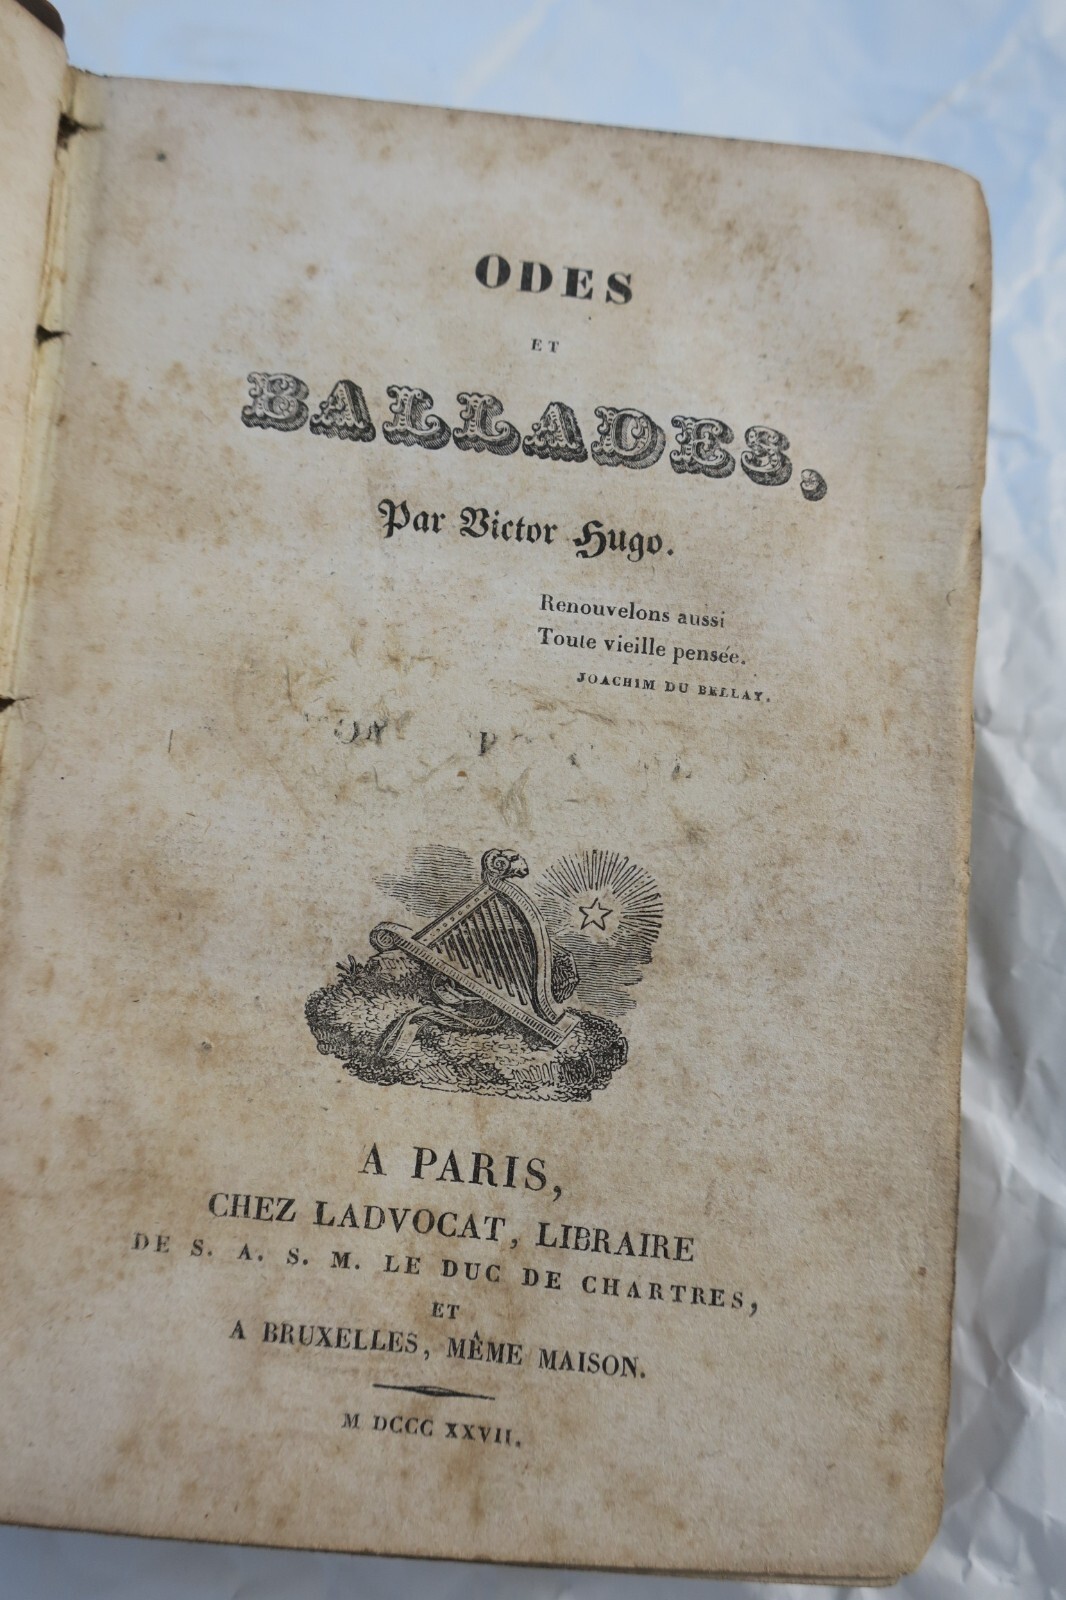 ODES
ET
BALLADES,
Par Victor Hugo.
Renouvelons aussi
Toute vieille pensée.
JOACHIM DU BELLAY.
A PARIS,
CHEZ LADVOCAT, LIBRAIRE
DE S. A. S. M. LE DUC DE CHARTRES,
ET
A BRUXELLES, MÊME MAISON.
M DCCC XXVII.